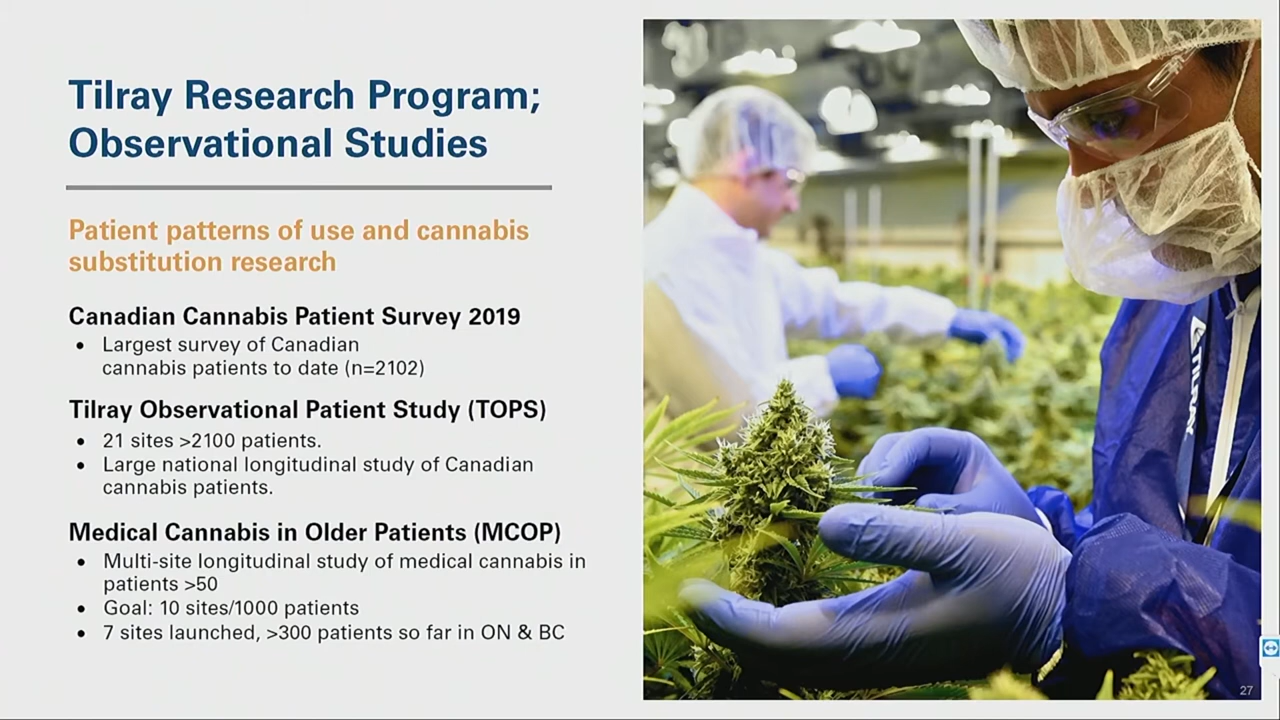 Tilray Research Program;
Observational Studies
Patient patterns of use and cannabis
substitution research
Canadian Cannabis Patient Survey 2019
• Largest survey of Canadian
cannabis patients to date (n=2102)
Tilray Observational Patient Study (TOPS)
• 21 sites >2100 patients.
• Large national longitudinal study of Canadian
cannabis patients.
Medical Cannabis in Older Patients (MCOP)
• Multi-site longitudinal study of medical cannabis in
patients >50
• Goal: 10 sites/1000 patients
• 7 sites launched, >300 patients so far in ON & BC
TILRAY
27